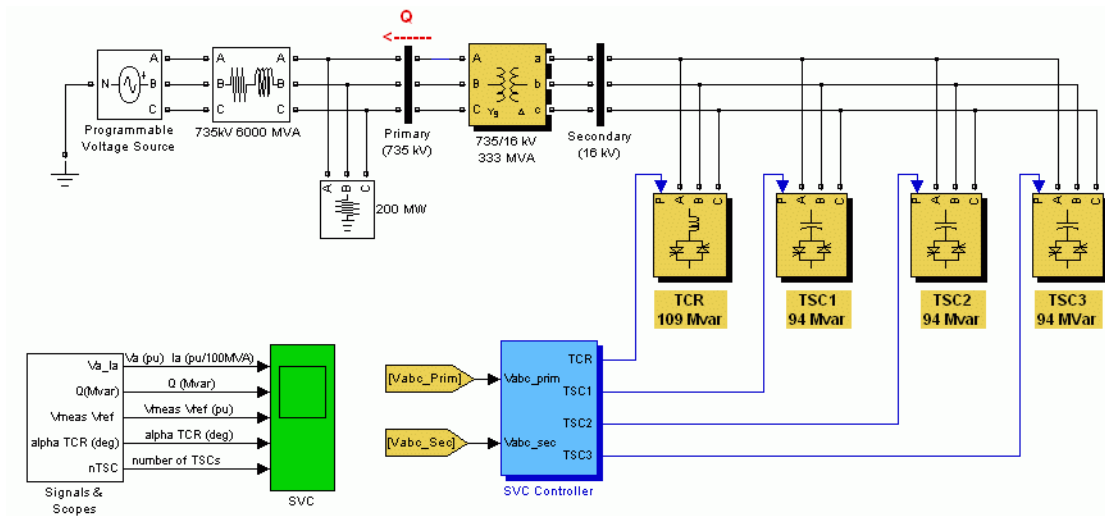 Q
<------
N
A
B
C
A
B
C
A
B
C
Programmable
Voltage Source
735kV 6000 MVA
A
B
C
200 MW
Primary
(735 kV)
A
B
C
Yg
Δ
a
b
c
735/16 kV
333 MVA
Secondary
(16 kV)
P
A
B
C
TCR
109 Mvar
P
A
B
C
TSC1
94 Mvar
P
A
B
C
TSC2
94 Mvar
P
A
B
C
TSC3
94 MVar
Va_Ia
Q(Mvar)
Vmeas Vref
alpha TCR (deg)
nTSC
Signals &
Scopes
Va (pu) Ia (pu/100MVA)
Q (Mvar)
Vmeas Vref (pu)
alpha TCR (deg)
number of TSCs
SVC
[Vabc_Prim]
[Vabc_Sec]
Vabc_prim
Vabc_sec
TCR
TSC1
TSC2
TSC3
SVC Controller